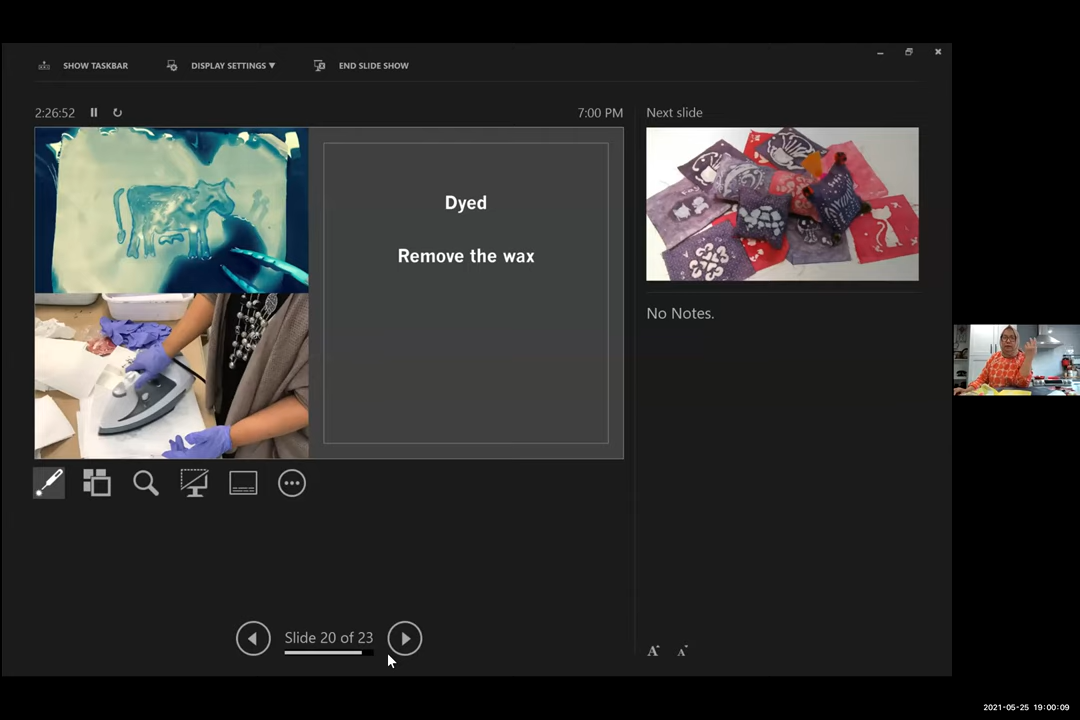 SHOW TASKBAR
DISPLAY SETTINGS ▼
END SLIDE SHOW
2:26:52
7:00 PM
Next slide
Dyed
Remove the wax
No Notes.
Slide 20 of 23
A A
2021-05-25 19:00:09